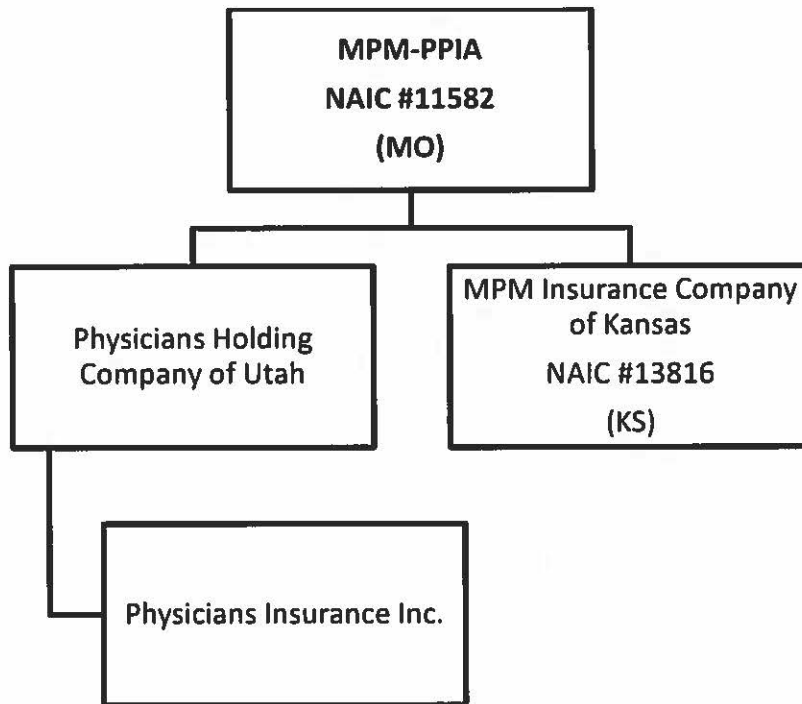 MPM-PPIA
NAIC #11582
(MO)
Physicians Holding
Company of Utah
MPM Insurance Company
of Kansas
NAIC #13816
(KS)
Physicians Insurance Inc.